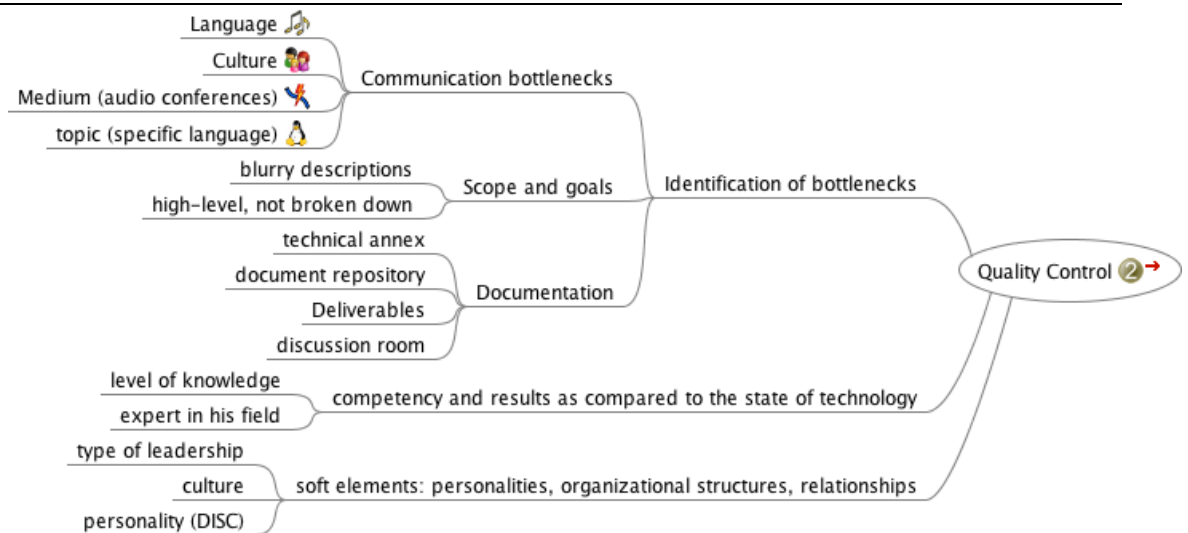 Language
Culture
Medium (audio conferences)
topic (specific language)
Communication bottlenecks
blurry descriptions
high-level, not broken down
Scope and goals
technical annex
document repository
Deliverables
discussion room
Documentation
Identification of bottlenecks
level of knowledge
expert in his field
competency and results as compared to the state of technology
type of leadership
culture
personality (DISC)
soft elements: personalities, organizational structures, relationships
Quality Control 2